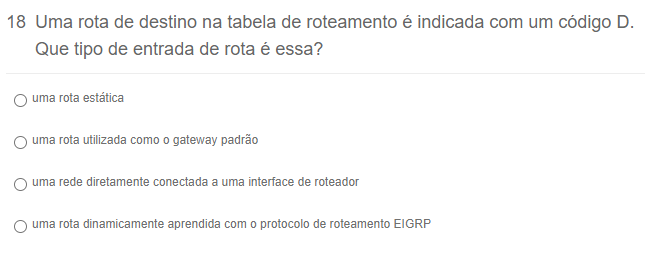 18 Uma rota de destino na tabela de roteamento é indicada com um código D.
Que tipo de entrada de rota é essa?
uma rota estática
uma rota utilizada como o gateway padrão
uma rede diretamente conectada a uma interface de roteador
uma rota dinamicamente aprendida com o protocolo de roteamento EIGRP